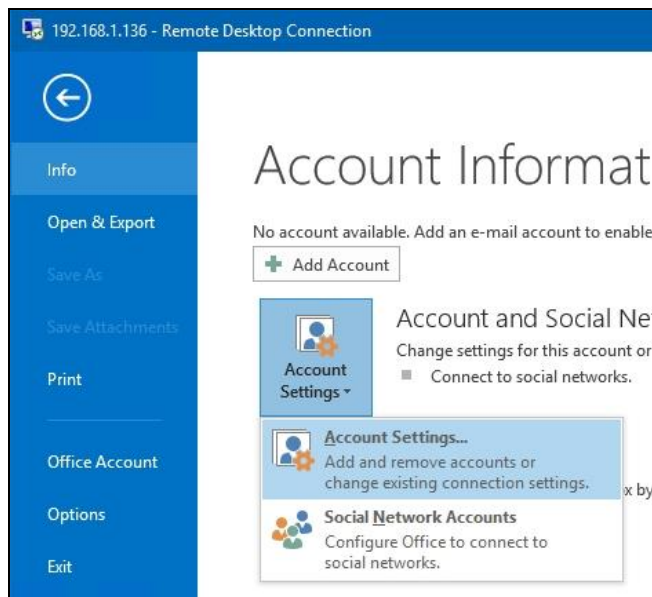 192.168.1.136 - Remote Desktop Connection
Info
Open & Export
Save As
Save Attachments
Print
Office Account
Options
Exit
Account Informat
No account available. Add an e-mail account to enable
Add Account
Account
Settings
Account and Social Ne
Change settings for this account or
Connect to social networks.
Account Settings...
Add and remove accounts or
change existing connection settings.
Social Network Accounts
Configure Office to connect to
social networks.
x by